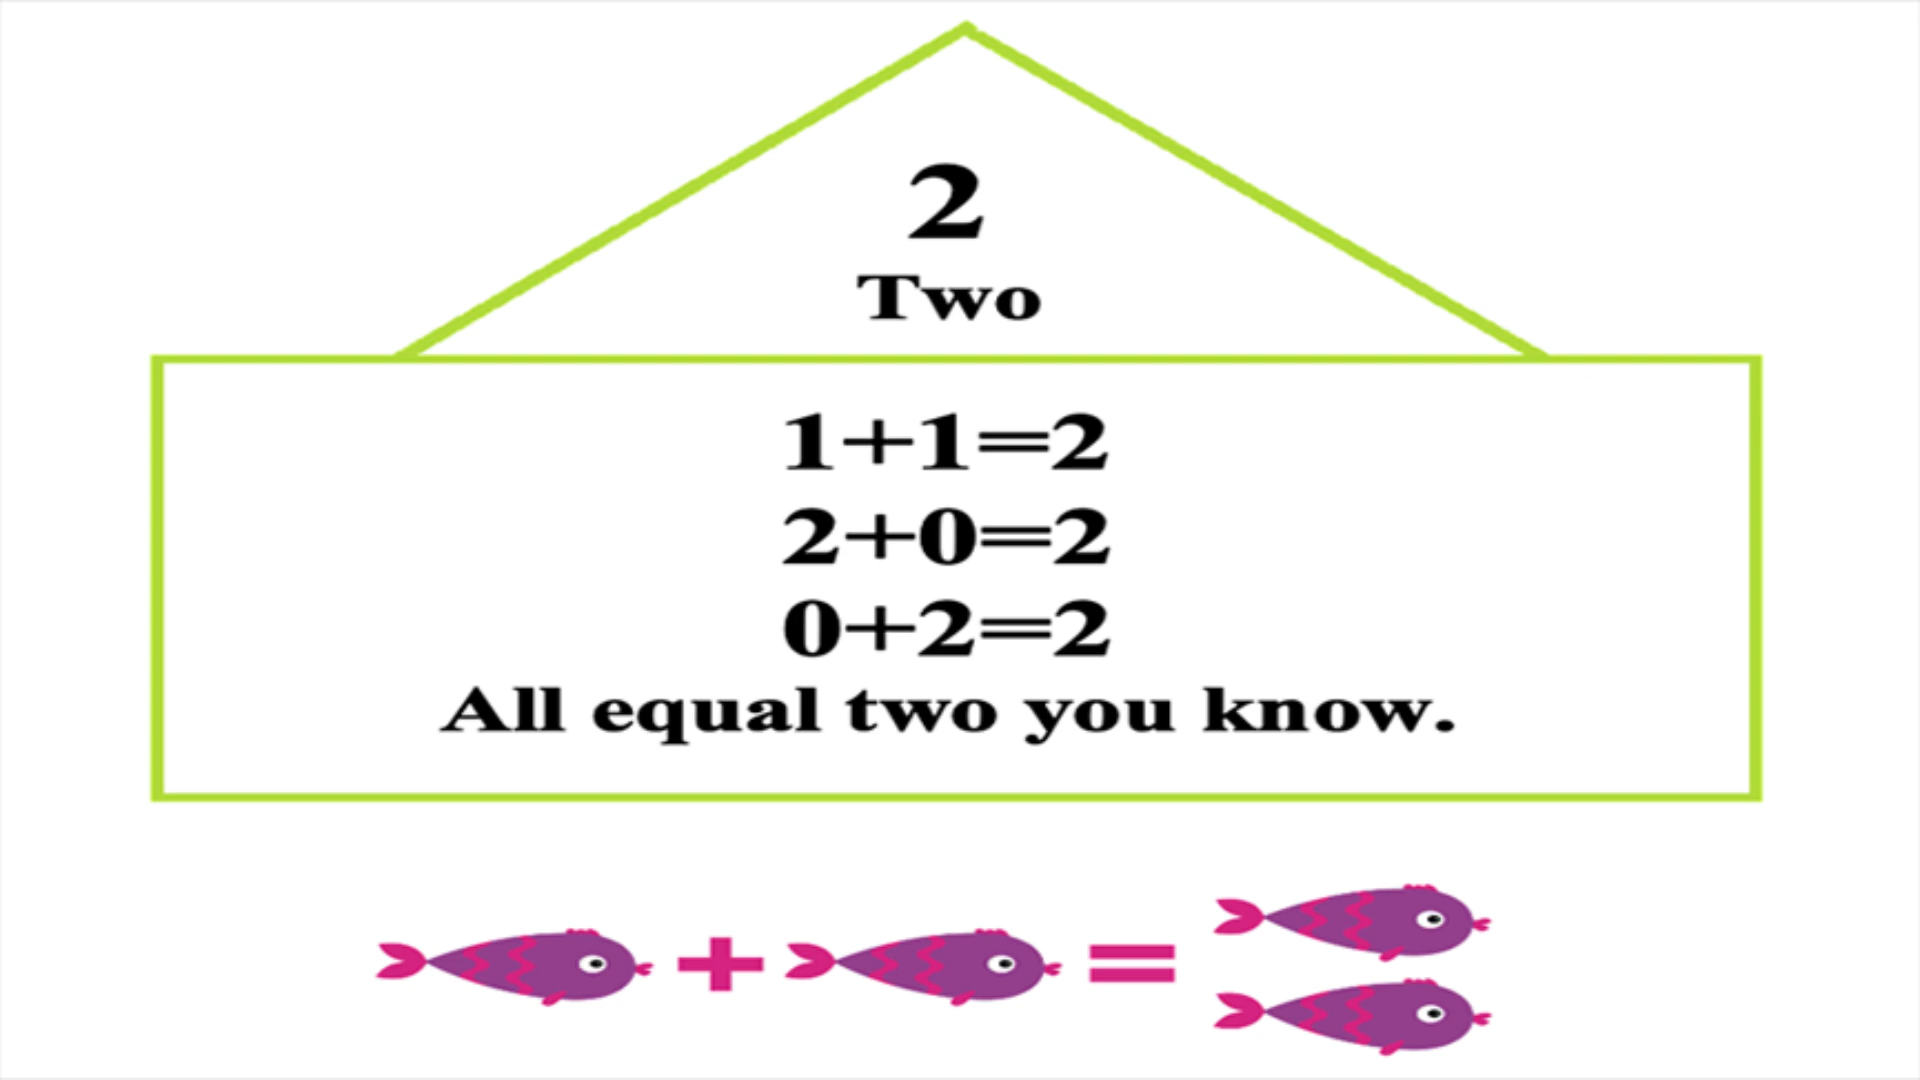 2
Two
1+1=2
2+0=2
0+2=2
All equal two you know.
+ =